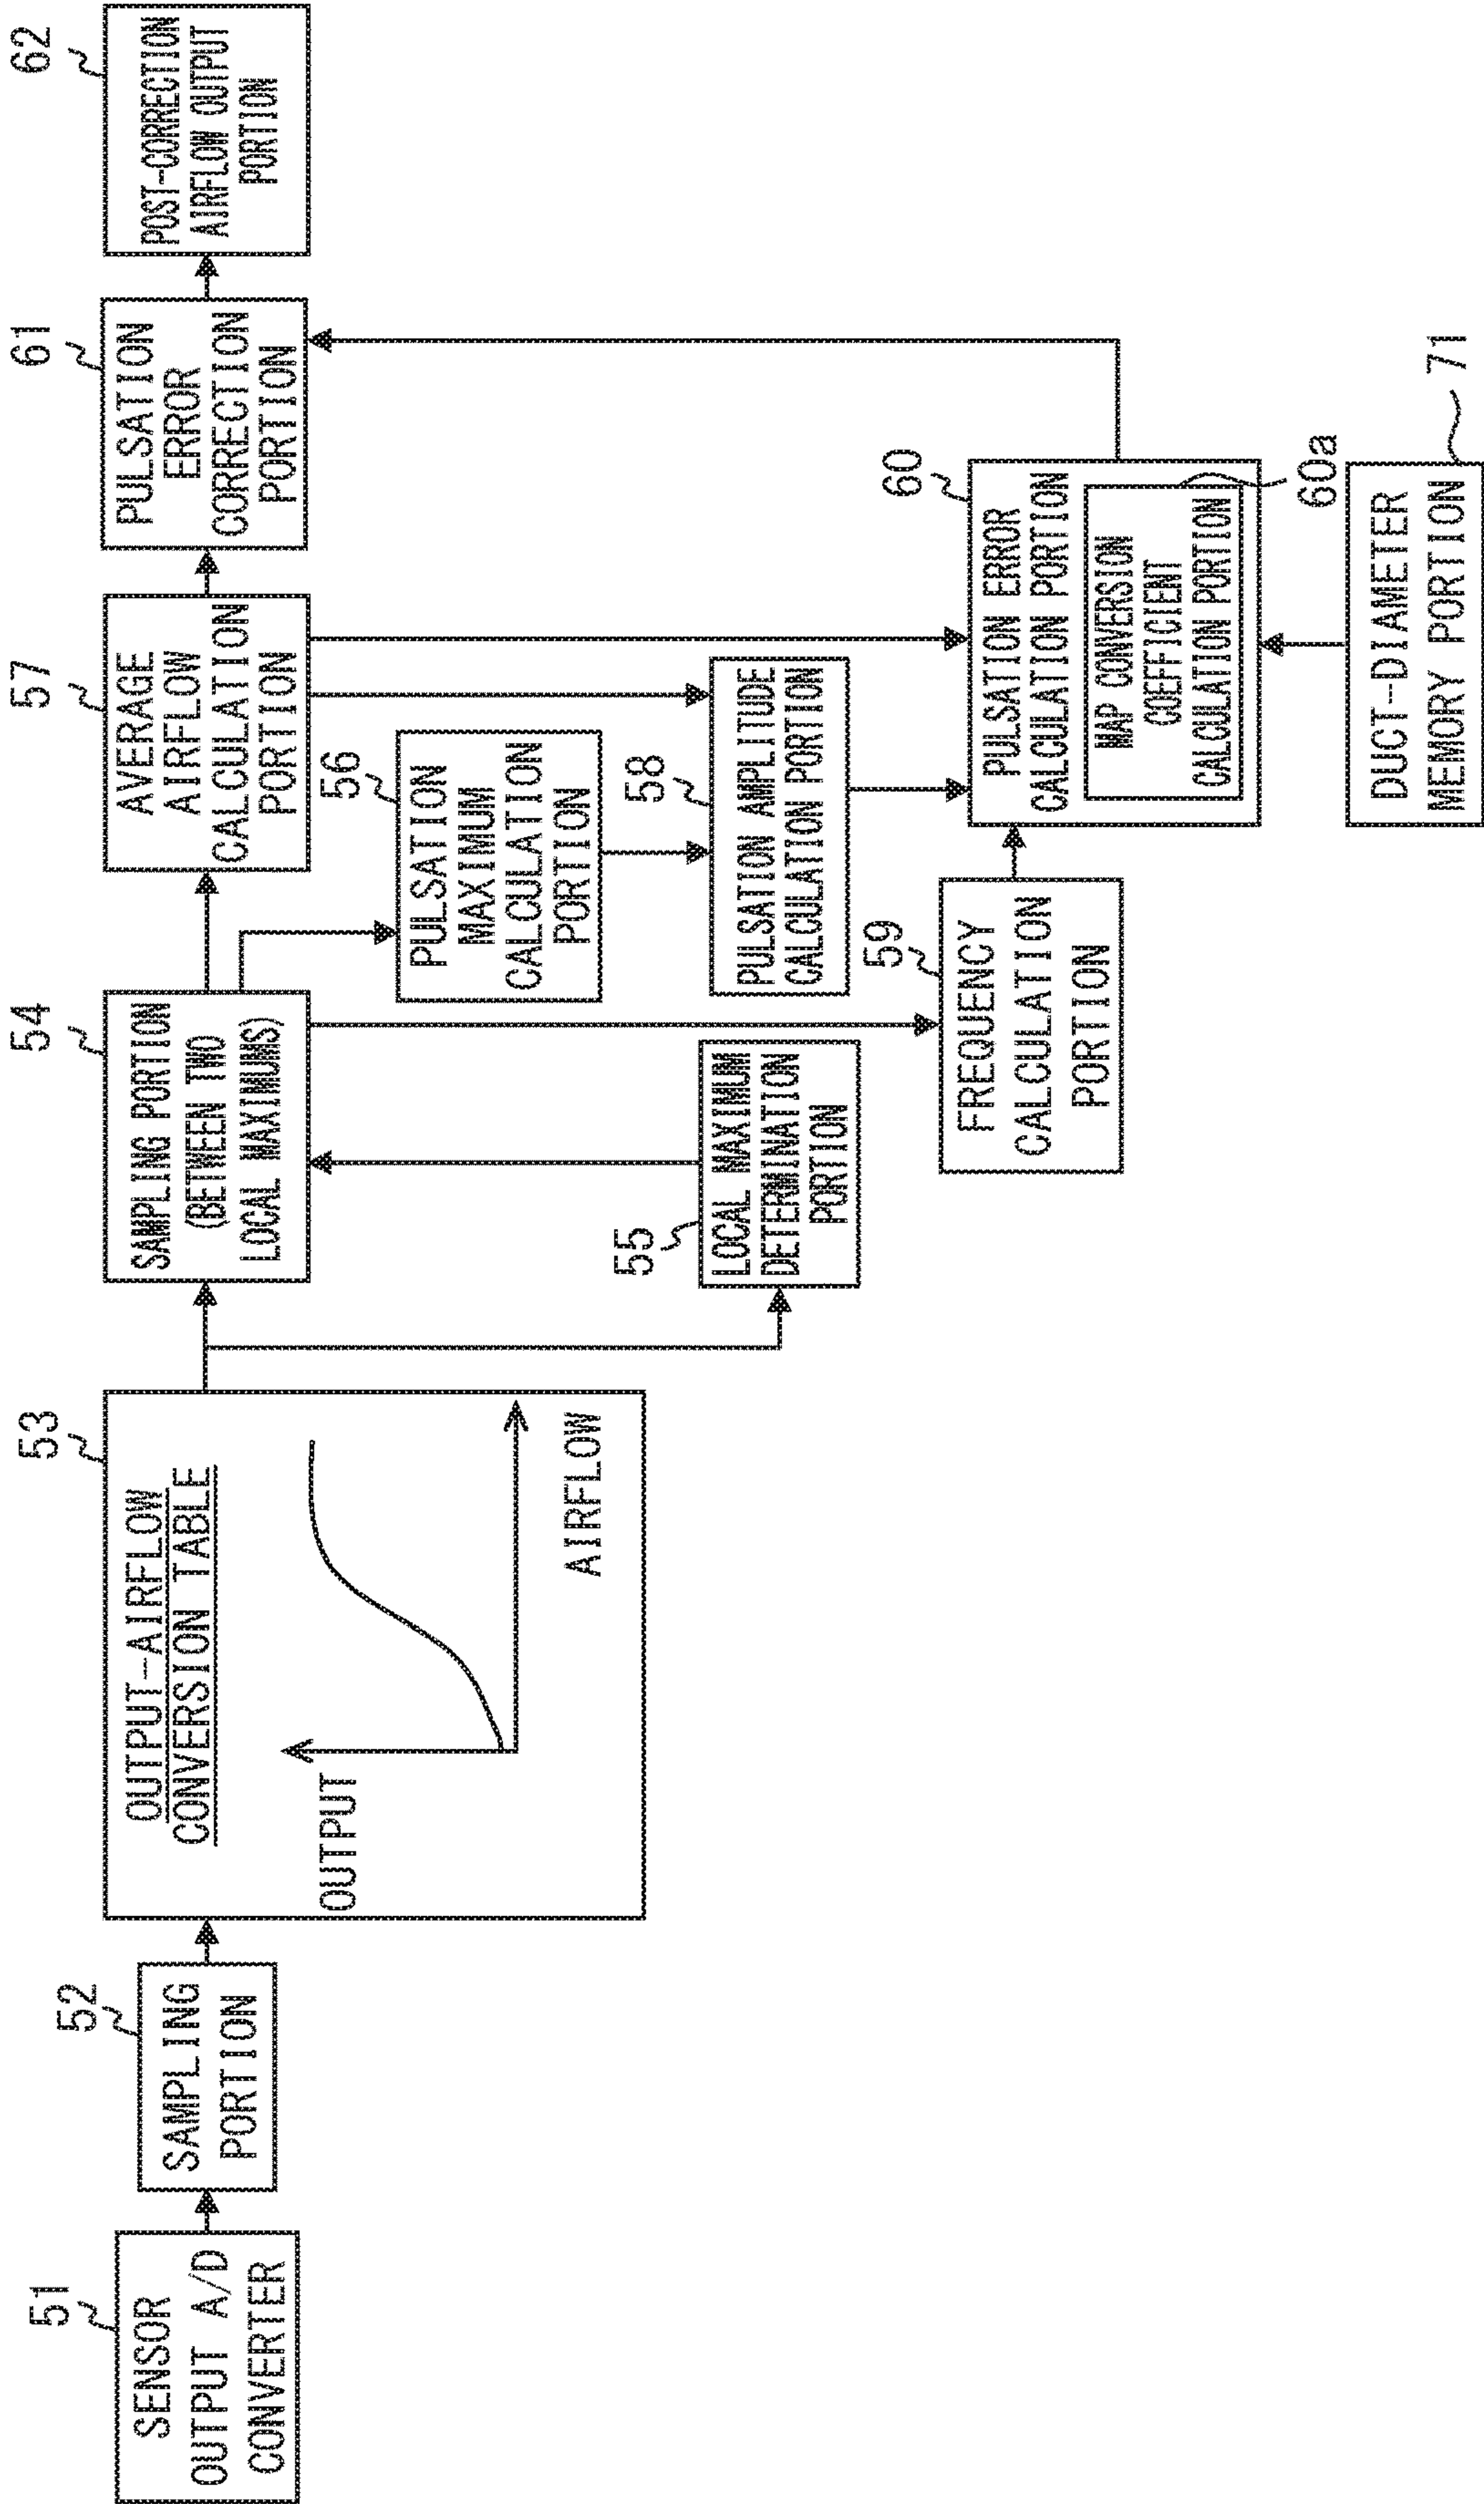 51
SENSOR
OUTPUT A/D
CONVERTER
52
SAMPLING
PORTION
53
OUTPUT-AIRFLOW
CONVERSION TABLE
OUTPUT
AIRFLOW
54
SAMPLING PORTION
(BETWEEN TWO
LOCAL MAXIMUMS)
55
LOCAL MAXIMUM
DETERMINATION
PORTION
56
PULSATION
MAXIMUM
CALCULATION
PORTION
57
AVERAGE
AIRFLOW
CALCULATION
PORTION
58
PULSATION AMPLITUDE
CALCULATION PORTION
59
FREQUENCY
CALCULATION
PORTION
60
PULSATION ERROR
CALCULATION PORTION
MAP CONVERSION
COEFFICIENT
CALCULATION PORTION
60a
61
PULSATION
ERROR
CORRECTION
PORTION
62
POST-CORRECTION
AIRFLOW OUTPUT
PORTION
DUCT-DIAMETER
MEMORY PORTION
71